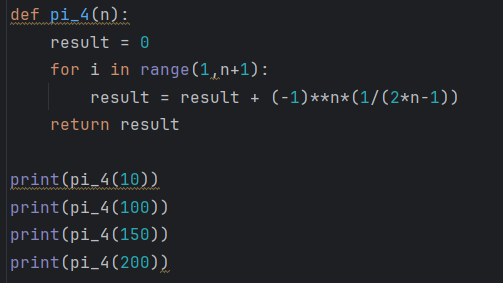 def pi_4(n):
    result = 0
    for i in range(1,n+1):
        result = result + (-1)**n*(1/(2*n-1))
    return result

print(pi_4(10))
print(pi_4(100))
print(pi_4(150))
print(pi_4(200))